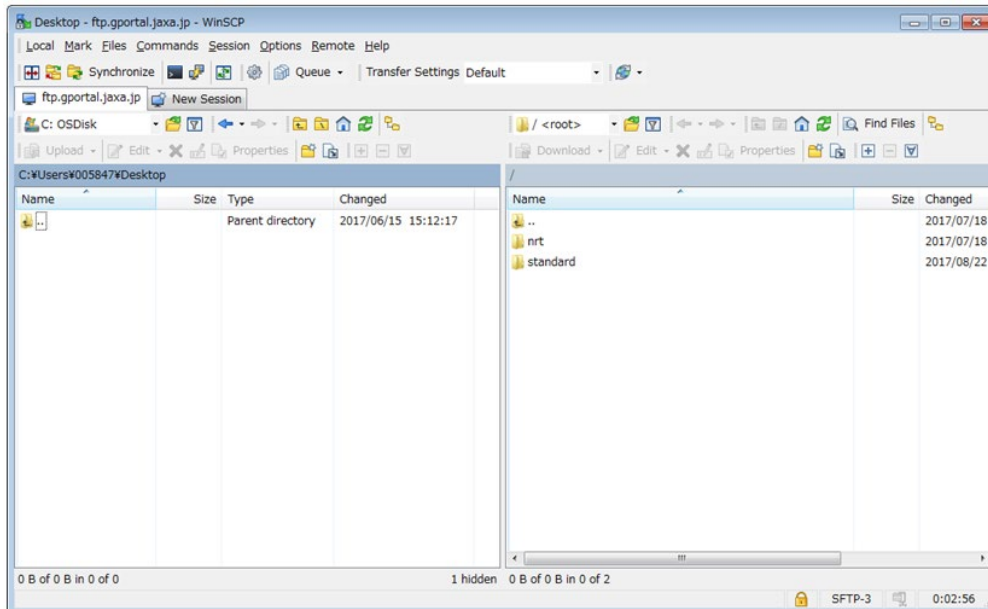 Desktop - ftp.gportal.jaxa.jp - WinSCP
Local Mark Files Commands Session Options Remote Help
Synchronize Queue Transfer Settings Default
ftp.gportal.jaxa.jp New Session
C: OSDisk / <root> Find Files
Upload Edit Properties Download Edit Properties
C:¥Users¥005847¥Desktop /
Name Size Type Changed Name Size Changed
.. Parent directory 2017/06/15 15:12:17 .. 2017/07/18
nrt 2017/07/18
standard 2017/08/22
0 B of 0 B in 0 of 0 1 hidden 0 B of 0 B in 0 of 2
SFTP-3 0:02:56